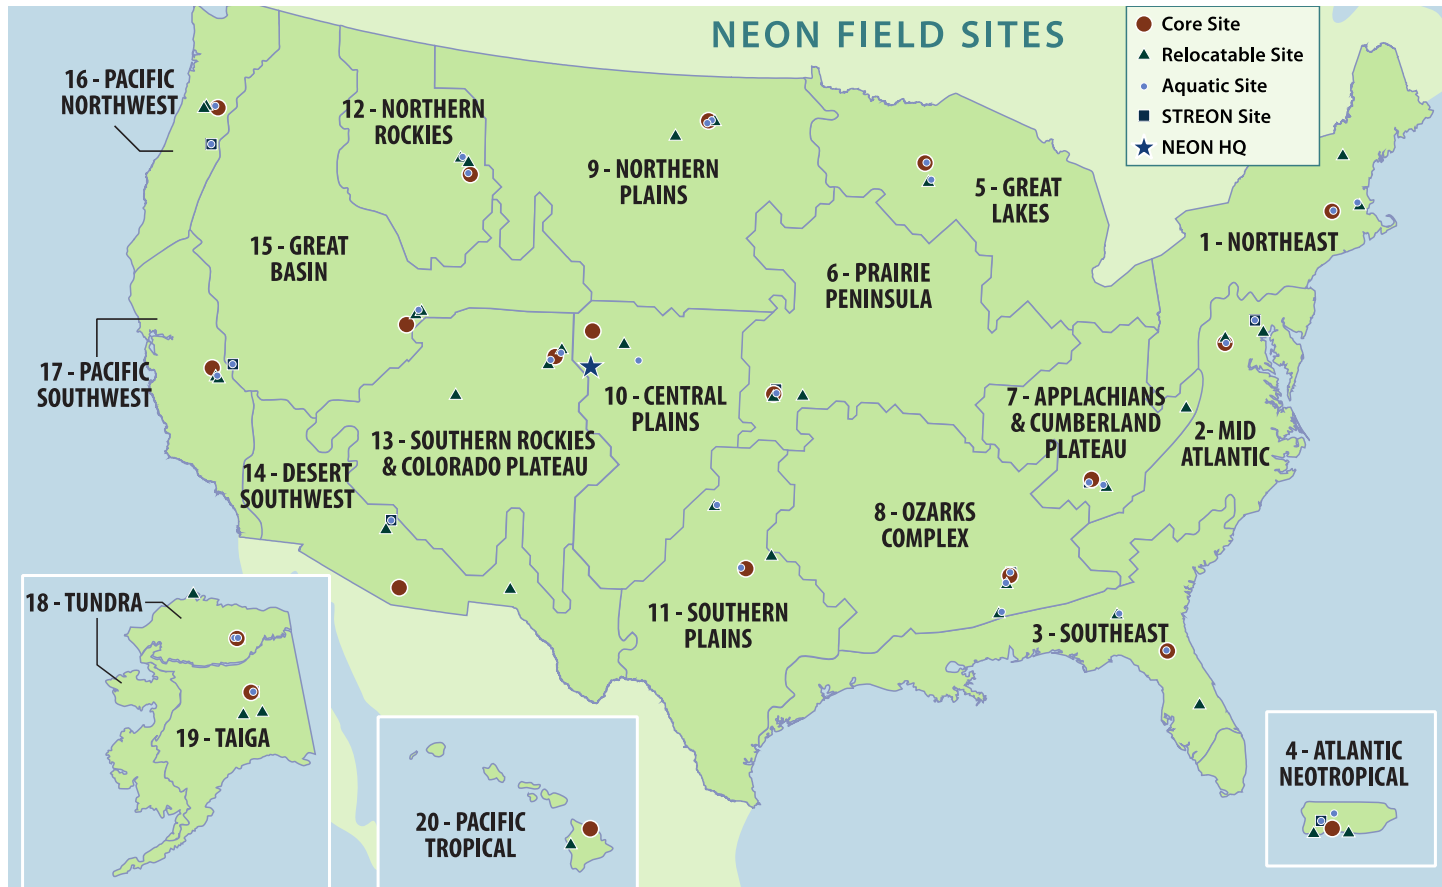 NEON FIELD SITES
Core Site
Relocatable Site
Aquatic Site
STREON Site
NEON HQ
16 - PACIFIC
NORTHWEST
12 - NORTHERN
ROCKIES
9 - NORTHERN
PLAINS
5 - GREAT
LAKES
1 - NORTHEAST
15 - GREAT
BASIN
6 - PRAIRIE
PENINSULA
17 - PACIFIC
SOUTHWEST
10 - CENTRAL
PLAINS
7 - APPLACHIANS
& CUMBERLAND
PLATEAU
2- MID
ATLANTIC
13 - SOUTHERN ROCKIES
& COLORADO PLATEAU
14 - DESERT
SOUTHWEST
8 - OZARKS
COMPLEX
18 - TUNDRA
11 - SOUTHERN
PLAINS
3 - SOUTHEAST
19 - TAIGA
4 - ATLANTIC
NEOTROPICAL
20 - PACIFIC
TROPICAL